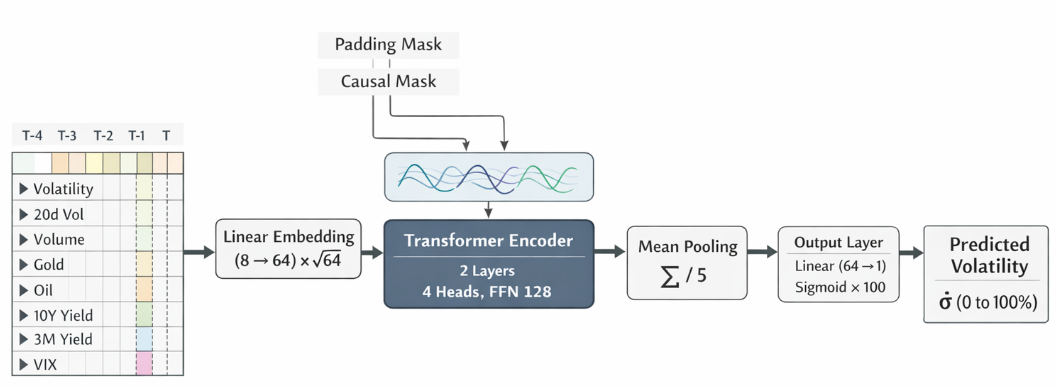 Padding Mask
Causal Mask
T-4 T-3 T-2 T-1 T
Volatility
20d Vol
Volume
Gold
Oil
10Y Yield
3M Yield
VIX
Linear Embedding
(8 → 64) × √64
Transformer Encoder
2 Layers
4 Heads, FFN 128
Mean Pooling
∑ / 5
Output Layer
Linear (64 → 1)
Sigmoid × 100
Predicted
Volatility
σ̇ (0 to 100%)